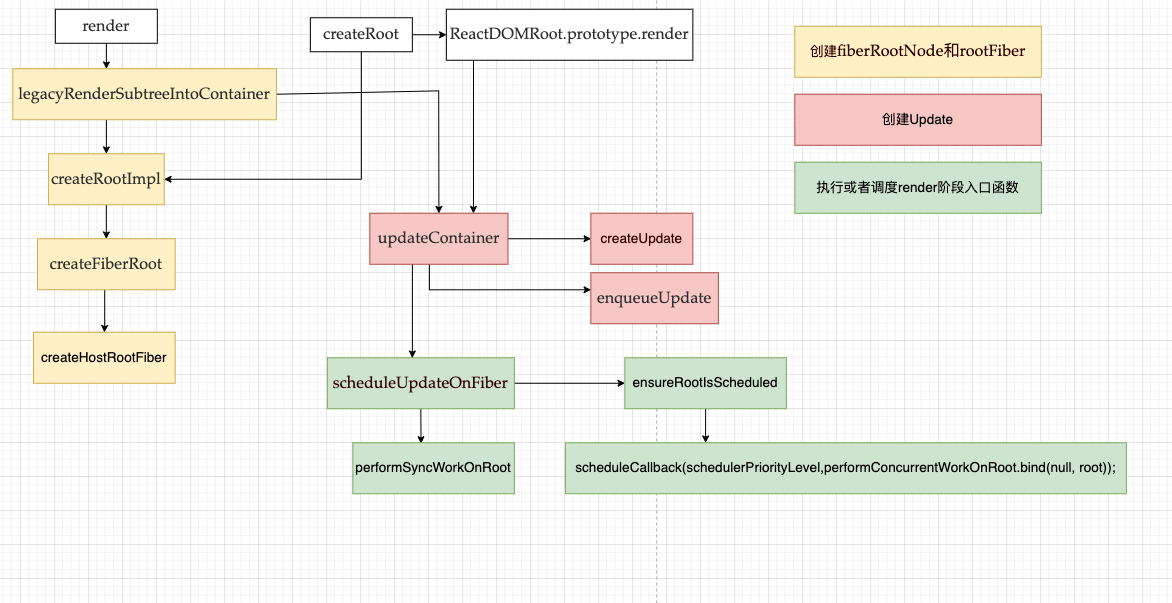 render
createRoot
ReactDOMRoot.prototype.render
创建fiberRootNode和rootFiber
legacyRenderSubtreeIntoContainer
创建Update
createRootImpl
执行或者调度render阶段入口函数
updateContainer
createUpdate
createFiberRoot
enqueueUpdate
createHostRootFiber
scheduleUpdateOnFiber
ensureRootIsScheduled
performSyncWorkOnRoot
scheduleCallback(schedulerPriorityLevel,performConcurrentWorkOnRoot.bind(null, root));